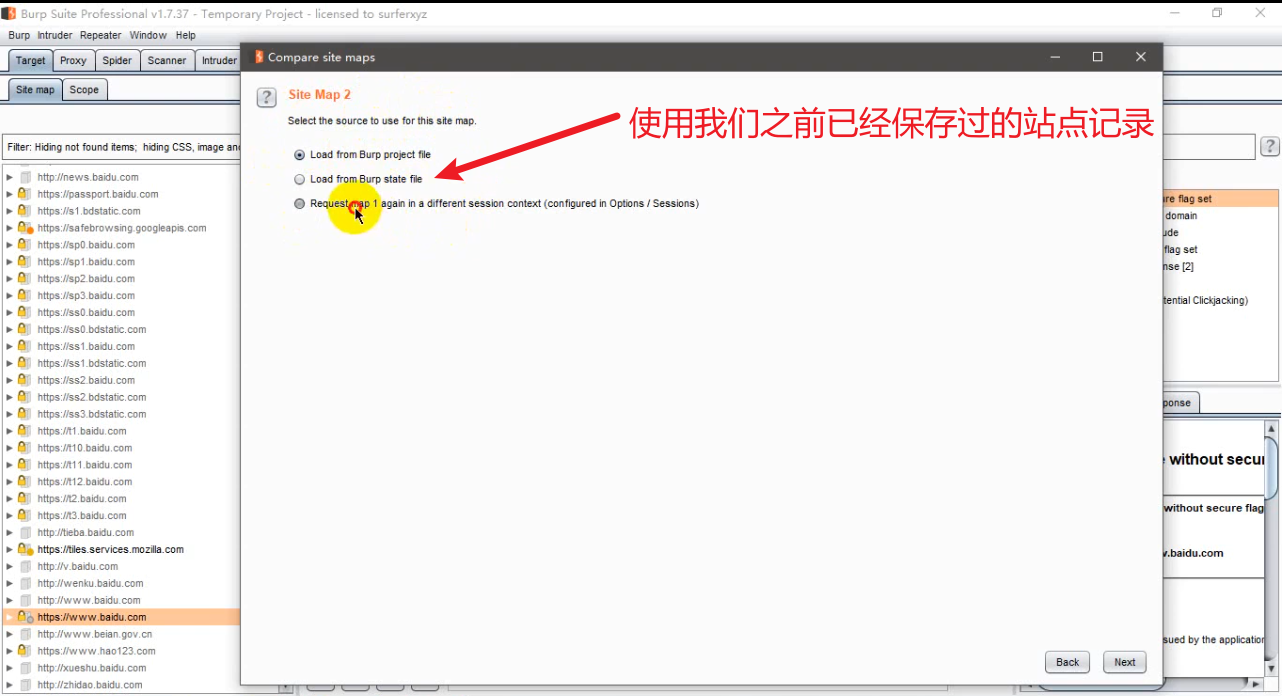 Burp Suite Professional v1.7.37 - Temporary Project - licensed to surferxyz
Burp Intruder Repeater Window Help
Target Proxy Spider Scanner Intruder
Site map Scope
Filter: Hiding not found items; hiding CSS, image an
http://news.baidu.com
https://passport.baidu.com
https://s1.bdstatic.com
https://safebrowsing.googleapis.com
https://sp0.baidu.com
https://sp1.baidu.com
https://sp2.baidu.com
https://sp3.baidu.com
https://ss0.baidu.com
https://ss0.bdstatic.com
https://ss1.baidu.com
https://ss1.bdstatic.com
https://ss2.baidu.com
https://ss2.bdstatic.com
https://ss3.bdstatic.com
https://t1.baidu.com
https://t10.baidu.com
https://t11.baidu.com
https://t12.baidu.com
https://t2.baidu.com
https://t3.baidu.com
http://tieba.baidu.com
https://tiles.services.mozilla.com
http://v.baidu.com
http://wenku.baidu.com
http://www.baidu.com
https://www.baidu.com
http://www.beian.gov.cn
https://www.hao123.com
http://xueshu.baidu.com
http://zhidao.baidu.com
Compare site maps
?
Site Map 2
Select the source to use for this site map.
Load from Burp project file
Load from Burp state file
Request map 1 again in a different session context (configured in Options / Sessions)
使用我们之前已经保存过的站点记录
Back Next
?
re flag set
domain
ude
flag set
nse [2]
tential Clickjacking)
ponse
without secur
without secure flag
v.baidu.com
sued by the application